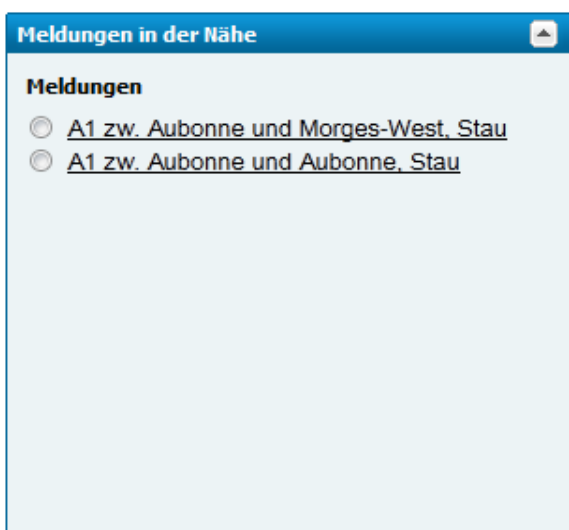 Meldungen in der Nähe
Meldungen
A1 zw. Aubonne und Morges-West, Stau
A1 zw. Aubonne und Aubonne, Stau